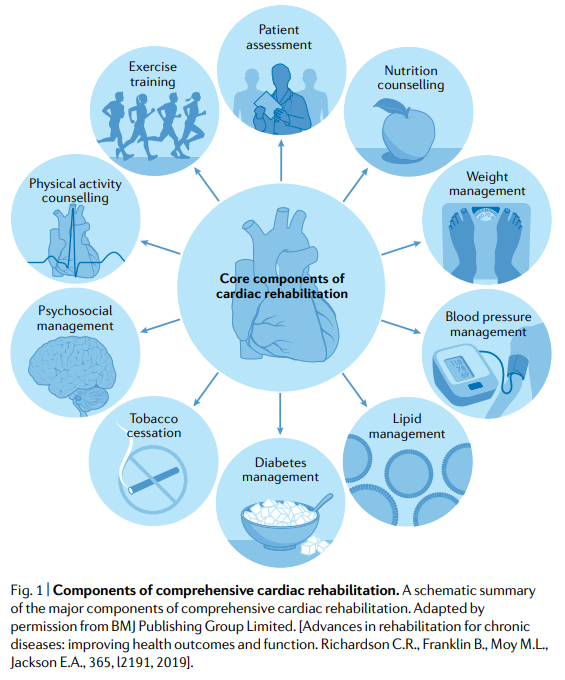 Patient
assessment
Exercise
training
Nutrition
counselling
Physical activity
counselling
Weight
management
Core components of
cardiac rehabilitation
Psychosocial
management
Blood pressure
management
Tobacco
cessation
Lipid
management
Diabetes
management
Fig. 1 | Components of comprehensive cardiac rehabilitation. A schematic summary
of the major components of comprehensive cardiac rehabilitation. Adapted by
permission from BMJ Publishing Group Limited. [Advances in rehabilitation for chronic
diseases: improving health outcomes and function. Richardson C.R., Franklin B., Moy M.L.,
Jackson E.A., 365, l2191, 2019].